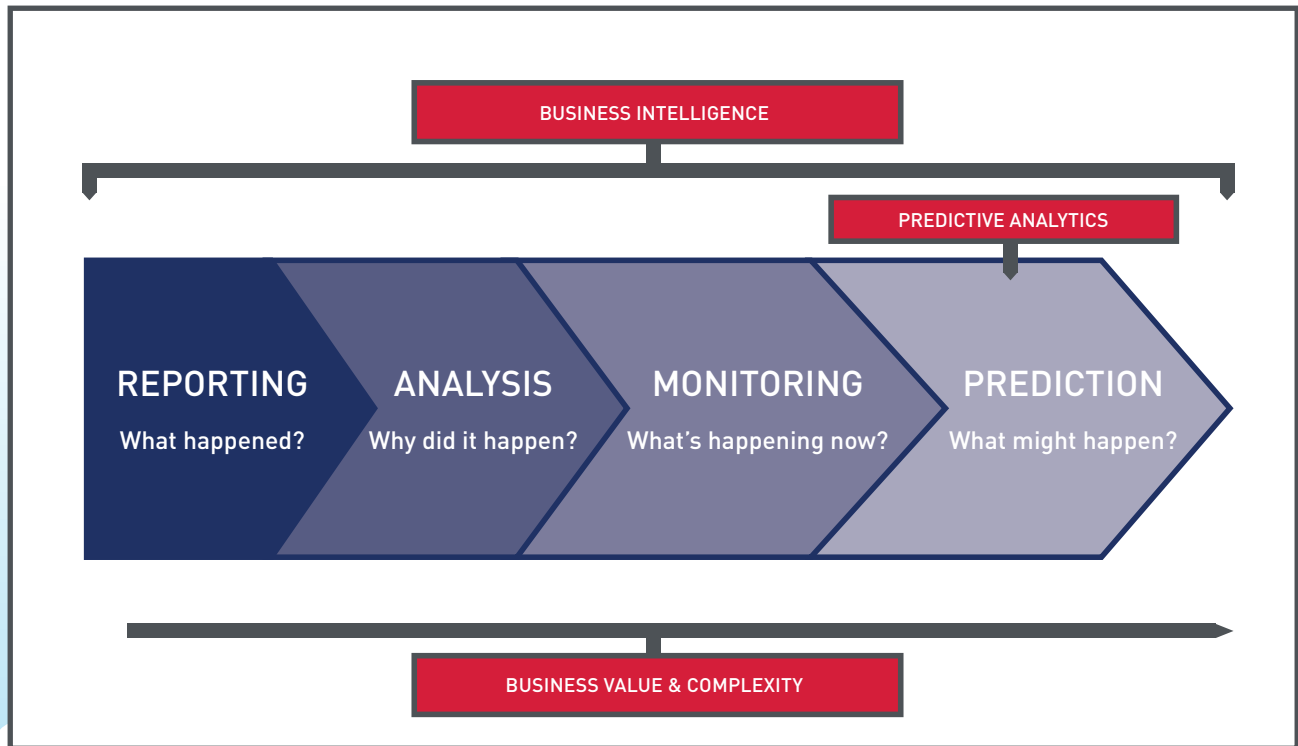 BUSINESS INTELLIGENCE
PREDICTIVE ANALYTICS
REPORTING
What happened?
ANALYSIS
Why did it happen?
MONITORING
What's happening now?
PREDICTION
What might happen?
BUSINESS VALUE & COMPLEXITY